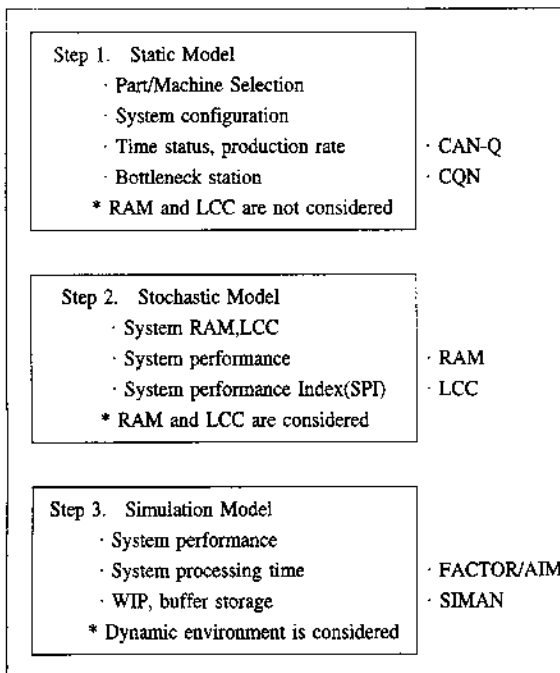 Step 1. Static Model
· Part/Machine Selection
· System configuration
· Time status, production rate · CAN-Q
· Bottleneck station · CQN
* RAM and LCC are not considered
Step 2. Stochastic Model
· System RAM,LCC
· System performance · RAM
· System performance Index(SPI) · LCC
* RAM and LCC are considered
Step 3. Simulation Model
· System performance
· System processing time · FACTOR/AIM
· WIP, buffer storage · SIMAN
* Dynamic environment is considered